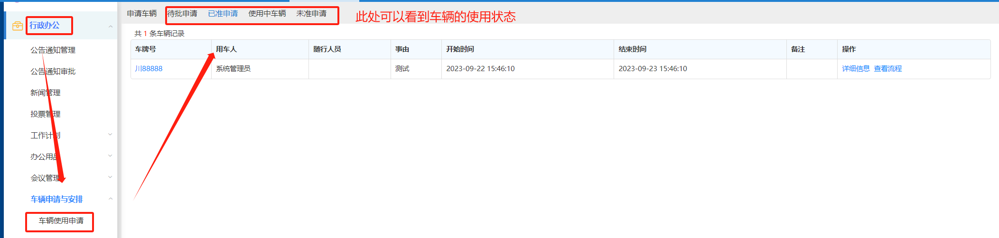 申请车辆 待批申请 已准申请 使用中车辆 未准申请 此处可以看到车辆的使用状态
行政办公
公告通知管理
公告通知审批
新闻管理
投票管理
工作计划
办公用品
会议管理
车辆申请与安排
车辆使用申请
共 1 条车辆记录
车牌号 用车人 随行人员 事由 开始时间 结束时间 备注 操作
川88888 系统管理员 测试 2023-09-22 15:46:10 2023-09-23 15:46:10 详细信息 查看流程